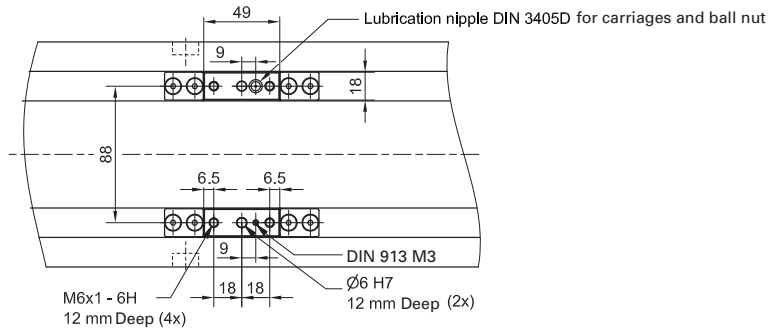 49
Lubrication nipple DIN 3405D for carriages and ball nut
9
18
88
6.5
6.5
9
DIN 913 M3
M6x1 - 6H
12 mm Deep (4x)
18
18
Ø6 H7
12 mm Deep (2x)